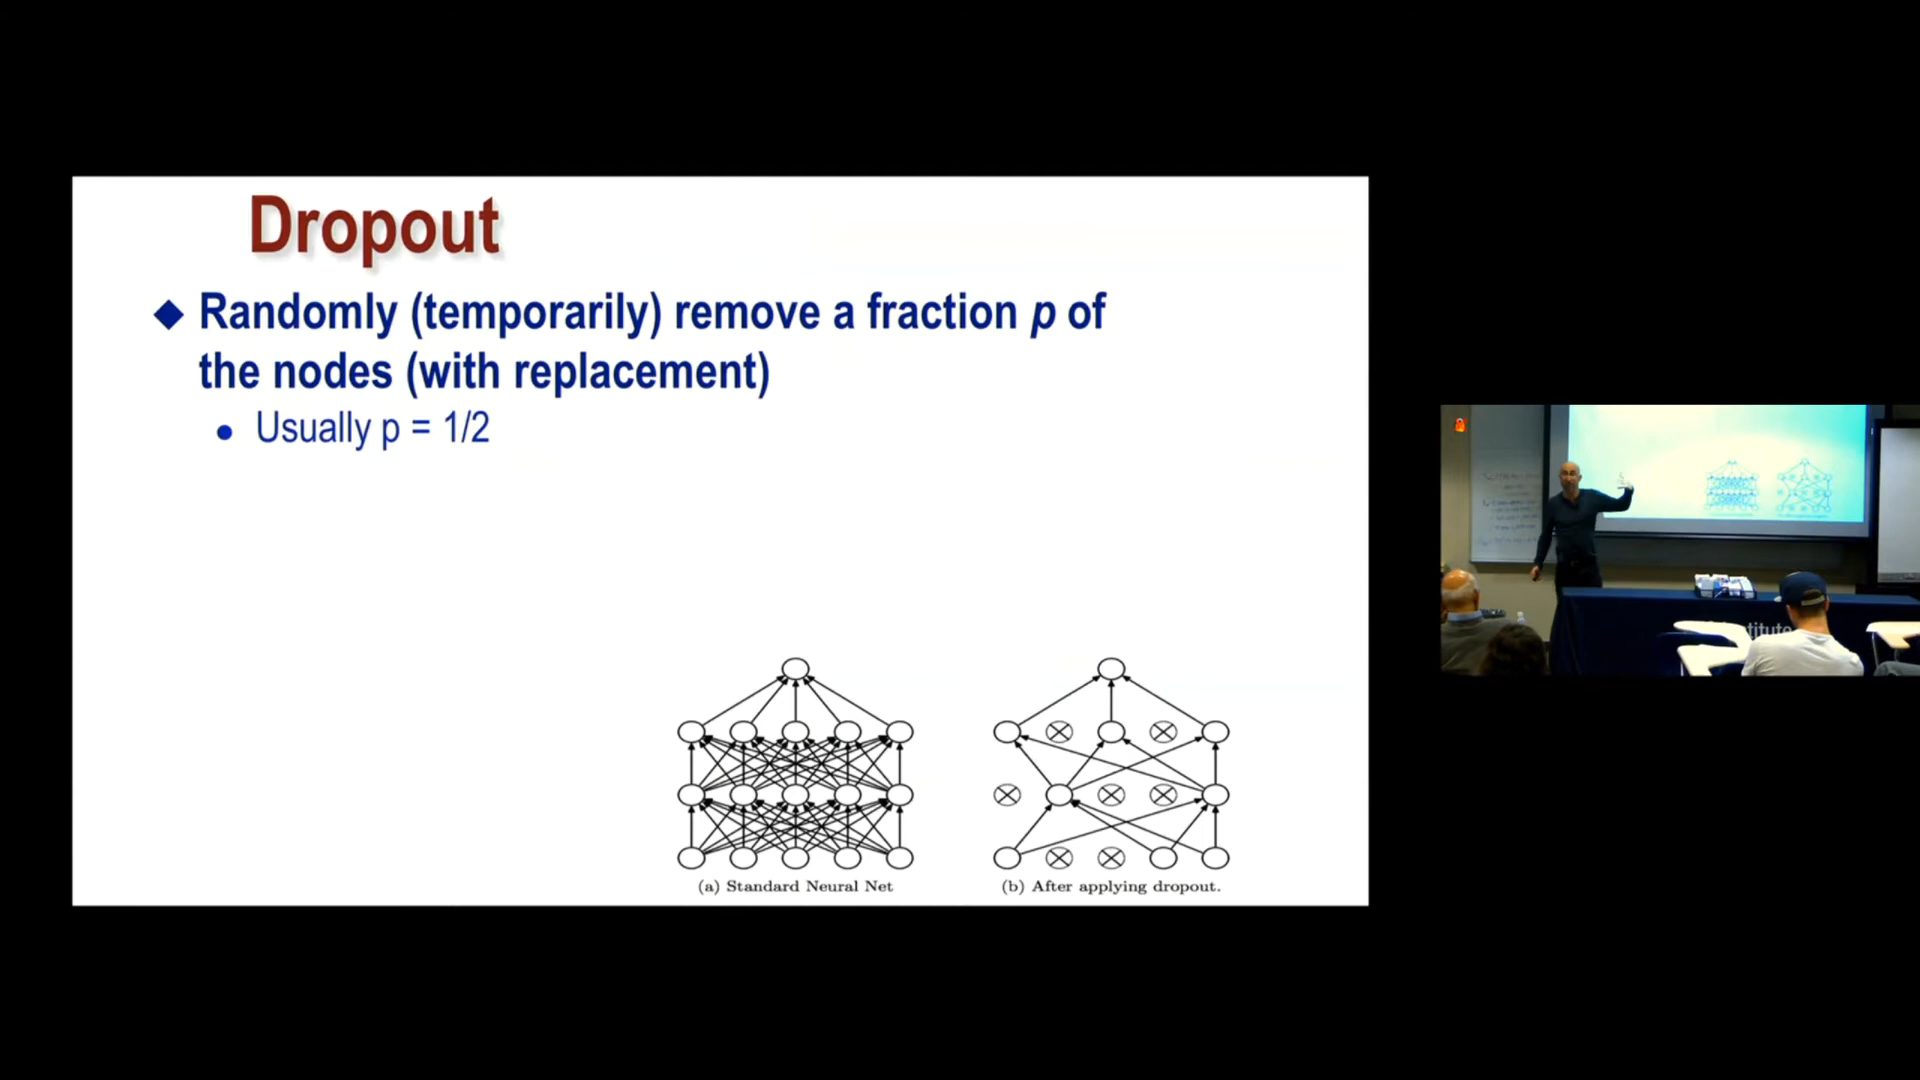 Dropout
◆ Randomly (temporarily) remove a fraction p of
the nodes (with replacement)
• Usually p = 1/2
(a) Standard Neural Net
(b) After applying dropout.
titute